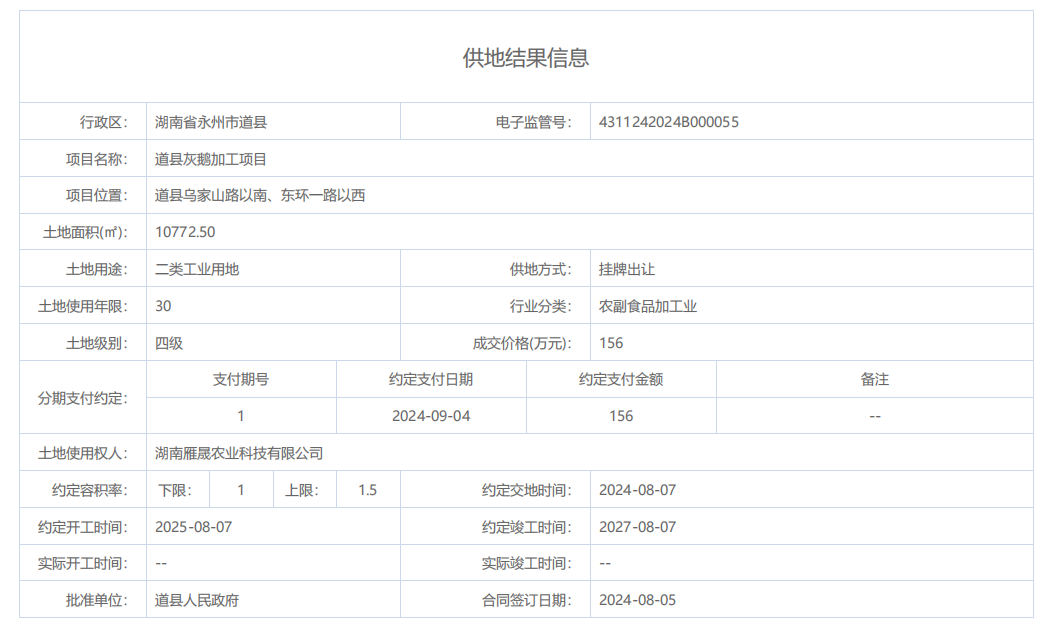 供地结果信息
行政区： 湖南省永州市道县 电子监管号： 4311242024B000055
项目名称： 道县灰鹅加工项目
项目位置： 道县乌家山路以南、东环一路以西
土地面积(㎡)： 10772.50
土地用途： 二类工业用地 供地方式： 挂牌出让
土地使用年限： 30 行业分类： 农副食品加工业
土地级别： 四级 成交价格(万元)： 156
分期支付约定： 支付期号 约定支付日期 约定支付金额 备注
1 2024-09-04 156 --
土地使用权人： 湖南雁晟农业科技有限公司
约定容积率： 下限： 1 上限： 1.5 约定交地时间： 2024-08-07
约定开工时间： 2025-08-07 约定竣工时间： 2027-08-07
实际开工时间： -- 实际竣工时间： --
批准单位： 道县人民政府 合同签订日期： 2024-08-05